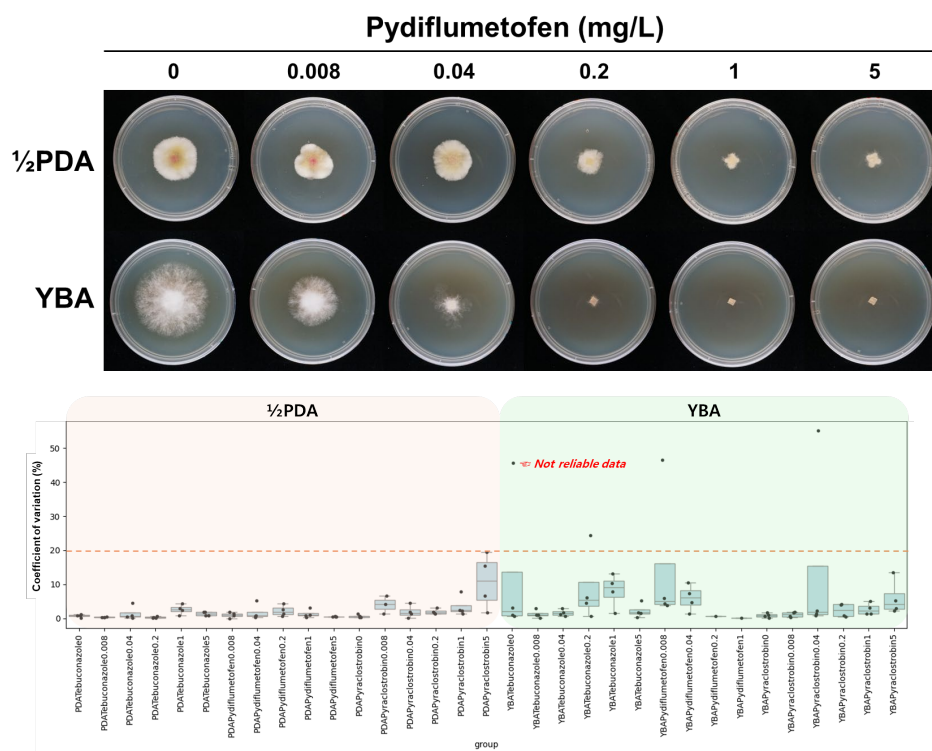 Pydiflumetofen (mg/L)
0 0.008 0.04 0.2 1 5
½PDA
YBA
½PDA YBA
Coefficient of variation (%)
50
40
30
20
10
0
☜ Not reliable data
PDATebuconazole0
PDATebuconazole0.008
PDATebuconazole0.04
PDATebuconazole0.2
PDATebuconazole1
PDATebuconazole5
PDAPydiflumetofen0.008
PDAPydiflumetofen0.04
PDAPydiflumetofen0.2
PDAPydiflumetofen1
PDAPydiflumetofen5
PDAPyraclostrobin0
PDAPyraclostrobin0.008
PDAPyraclostrobin0.04
PDAPyraclostrobin0.2
PDAPyraclostrobin1
PDAPyraclostrobin5
YBATebuconazole0
YBATebuconazole0.008
YBATebuconazole0.04
YBATebuconazole0.2
YBATebuconazole1
YBATebuconazole5
YBAPydiflumetofen0.008
YBAPydiflumetofen0.04
YBAPydiflumetofen0.2
YBAPydiflumetofen1
YBAPyraclostrobin0
YBAPyraclostrobin0.008
YBAPyraclostrobin0.04
YBAPyraclostrobin0.2
YBAPyraclostrobin1
YBAPyraclostrobin5
group